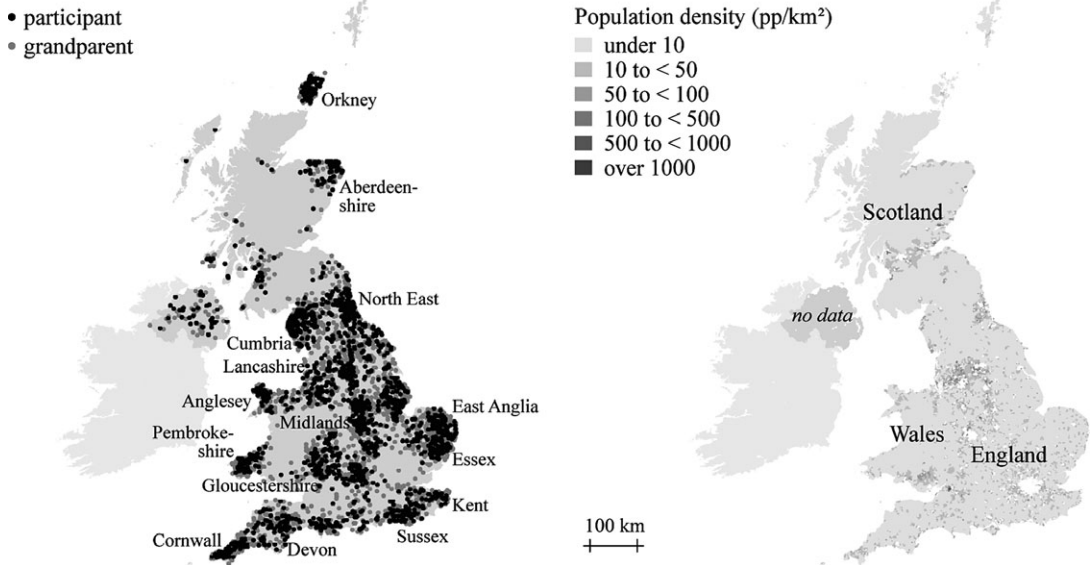 participant
grandparent
Orkney
Aberdeen-
shire
North East
Cumbria
Lancashire
Anglesey
East Anglia
Midlands
Pembroke-
shire
Essex
Gloucestershire
Kent
Sussex
Cornwall
Devon
Population density (pp/km²)
under 10
10 to < 50
50 to < 100
100 to < 500
500 to < 1000
over 1000
Scotland
no data
Wales
England
100 km